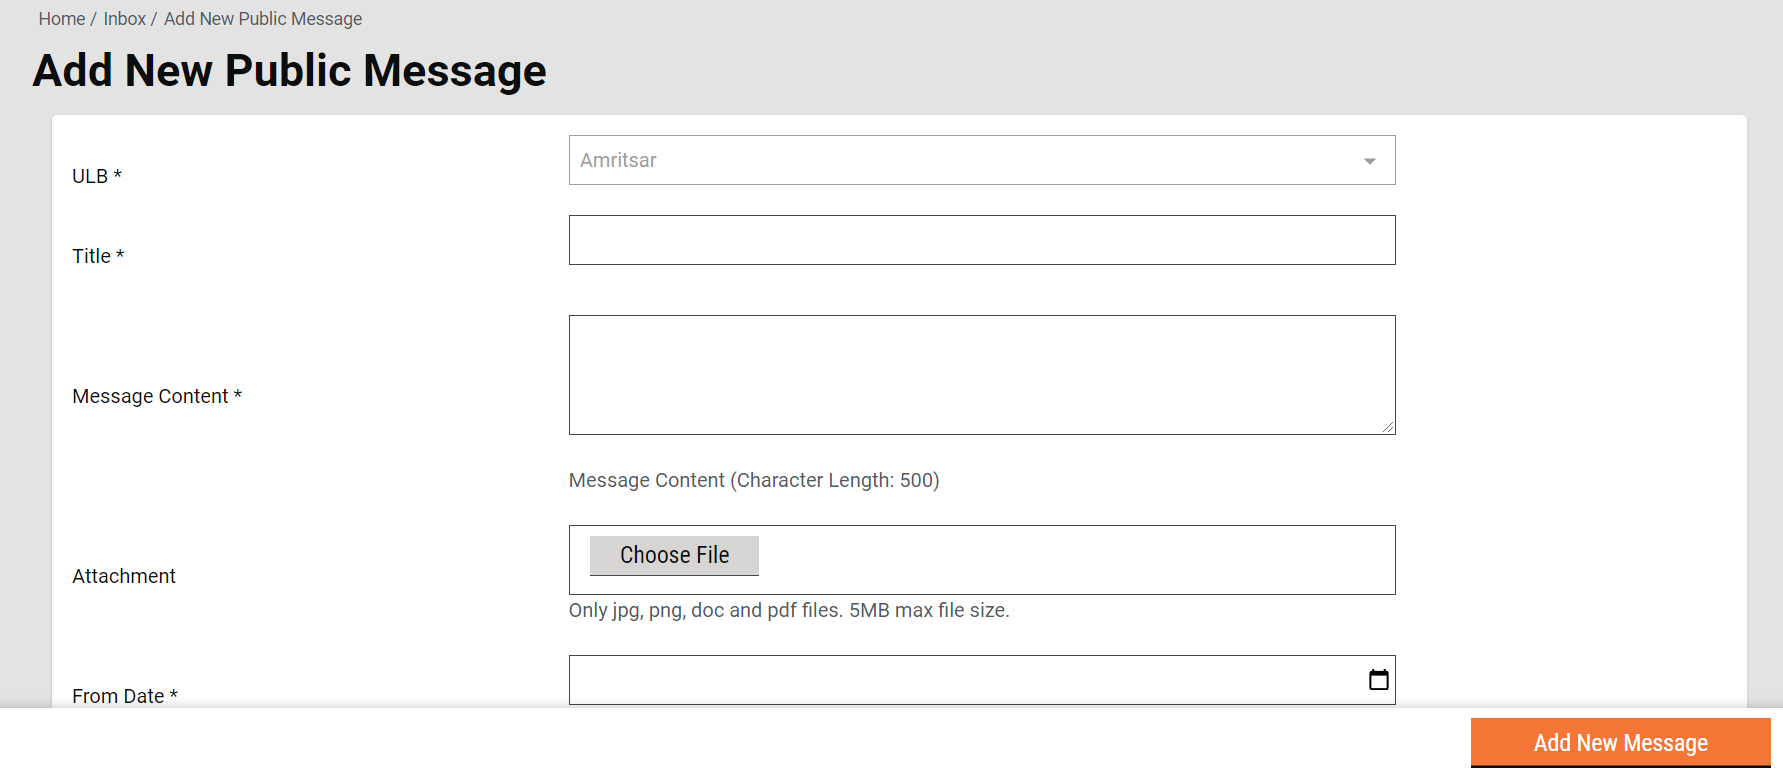 Home / Inbox / Add New Public Message
Add New Public Message
ULB *
Amritsar
Title *
Message Content *
Message Content (Character Length: 500)
Attachment
Choose File
Only jpg, png, doc and pdf files. 5MB max file size.
From Date *
Add New Message